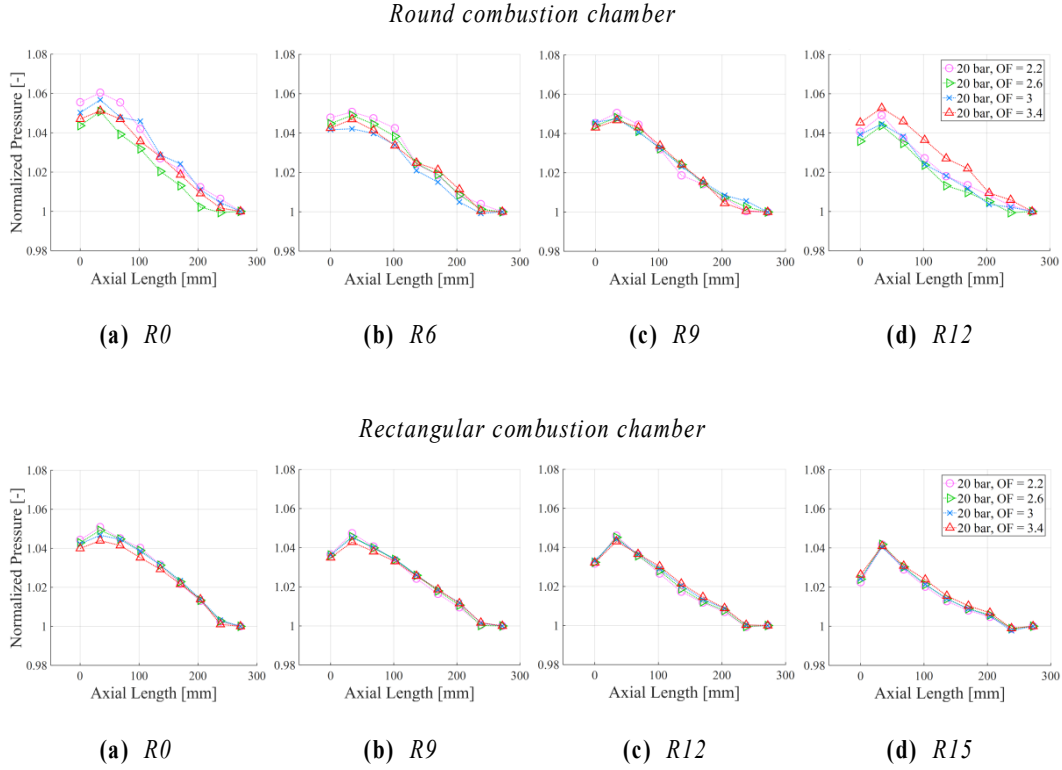 Round combustion chamber
Normalized Pressure [-]
1.08
1.06
1.04
1.02
1
0.98
0 100 200 300
Axial Length [mm]
(a) R0
1.08
1.06
1.04
1.02
1
0.98
0 100 200 300
Axial Length [mm]
(b) R6
1.08
1.06
1.04
1.02
1
0.98
0 100 200 300
Axial Length [mm]
(c) R9
1.08
1.06
1.04
1.02
1
0.98
0 100 200 300
20 bar, OF = 2.2
20 bar, OF = 2.6
20 bar, OF = 3
20 bar, OF = 3.4
Axial Length [mm]
(d) R12
Rectangular combustion chamber
Normalized Pressure [-]
1.08
1.06
1.04
1.02
1
0.98
0 100 200 300
Axial Length [mm]
(a) R0
1.08
1.06
1.04
1.02
1
0.98
0 100 200 300
Axial Length [mm]
(b) R9
1.08
1.06
1.04
1.02
1
0.98
0 100 200 300
Axial Length [mm]
(c) R12
1.08
1.06
1.04
1.02
1
0.98
0 100 200 300
20 bar, OF = 2.2
20 bar, OF = 2.6
20 bar, OF = 3
20 bar, OF = 3.4
Axial Length [mm]
(d) R15